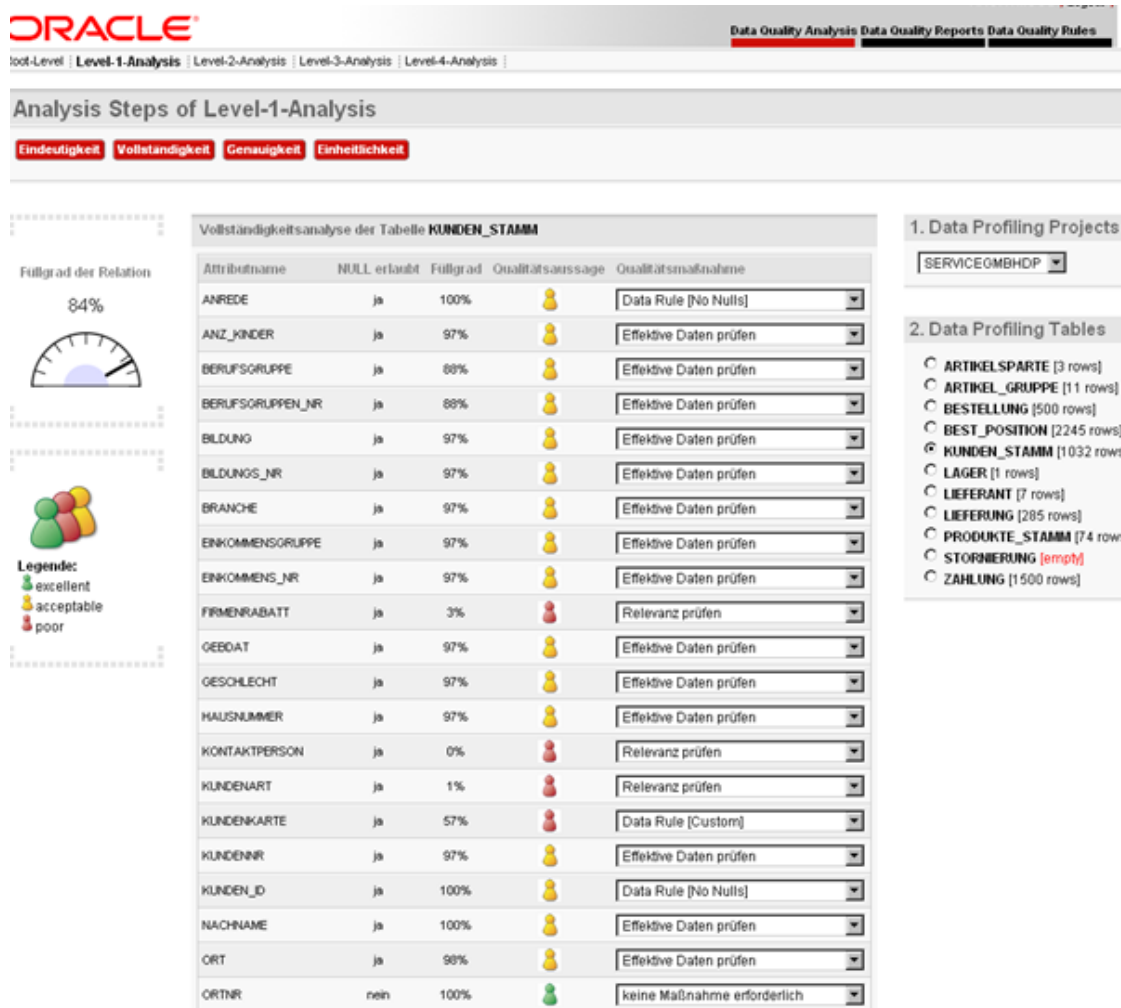 ORACLE
Data Quality Analysis Data Quality Reports Data Quality Rules
oot-Level Level-1-Analysis Level-2-Analysis Level-3-Analysis Level-4-Analysis
Analysis Steps of Level-1-Analysis
Eindeutigkeit Vollständigkeit Genauigkeit Einheitlichkeit
Füllgrad der Relation
84%
Legende:
excellent
acceptable
poor
Vollständigkeitsanalyse der Tabelle KUNDEN_STAMM
Attributname NULL erlaubt Füllgrad Qualitätsaussage Qualitätsmaßnahme
ANREDE ja 100% Data Rule [No Nulls]
ANZ_KINDER ja 97% Effektive Daten prüfen
BERUFSGRUPPE ja 88% Effektive Daten prüfen
BERUFSGRUPPEN_NR ja 88% Effektive Daten prüfen
BILDUNG ja 97% Effektive Daten prüfen
BILDUNGS_NR ja 97% Effektive Daten prüfen
BRANCHE ja 97% Effektive Daten prüfen
EINKOMMENSGRUPPE ja 97% Effektive Daten prüfen
EINKOMMENS_NR ja 97% Effektive Daten prüfen
FIRMENRABATT ja 3% Relevanz prüfen
GEBDAT ja 97% Effektive Daten prüfen
GESCHLECHT ja 97% Effektive Daten prüfen
HAUSNUMMER ja 97% Effektive Daten prüfen
KONTAKTPERSON ja 0% Relevanz prüfen
KUNDENART ja 1% Relevanz prüfen
KUNDENKARTE ja 57% Data Rule [Custom]
KUNDENNR ja 97% Effektive Daten prüfen
KUNDEN_ID ja 100% Data Rule [No Nulls]
NACHNAME ja 100% Effektive Daten prüfen
ORT ja 98% Effektive Daten prüfen
ORTNR nein 100% keine Maßnahme erforderlich
1. Data Profiling Projects
SERVICEGMBHDP
2. Data Profiling Tables
ARTIKELSPARTE [3 rows]
ARTIKEL_GRUPPE [11 rows]
BESTELLUNG [500 rows]
BEST_POSITION [2245 rows]
KUNDEN_STAMM [1032 rows
LAGER [1 rows]
LIEFERANT [7 rows]
LIEFERUNG [285 rows]
PRODUKTE_STAMM [74 rows
STORNIERUNG [empty]
ZAHLUNG [1500 rows]